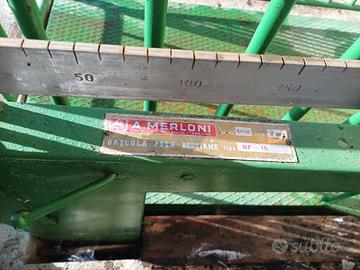 50 100 150
A. MERLONI
BASCULA PESA BESTIAME tipo BF - 15
subito